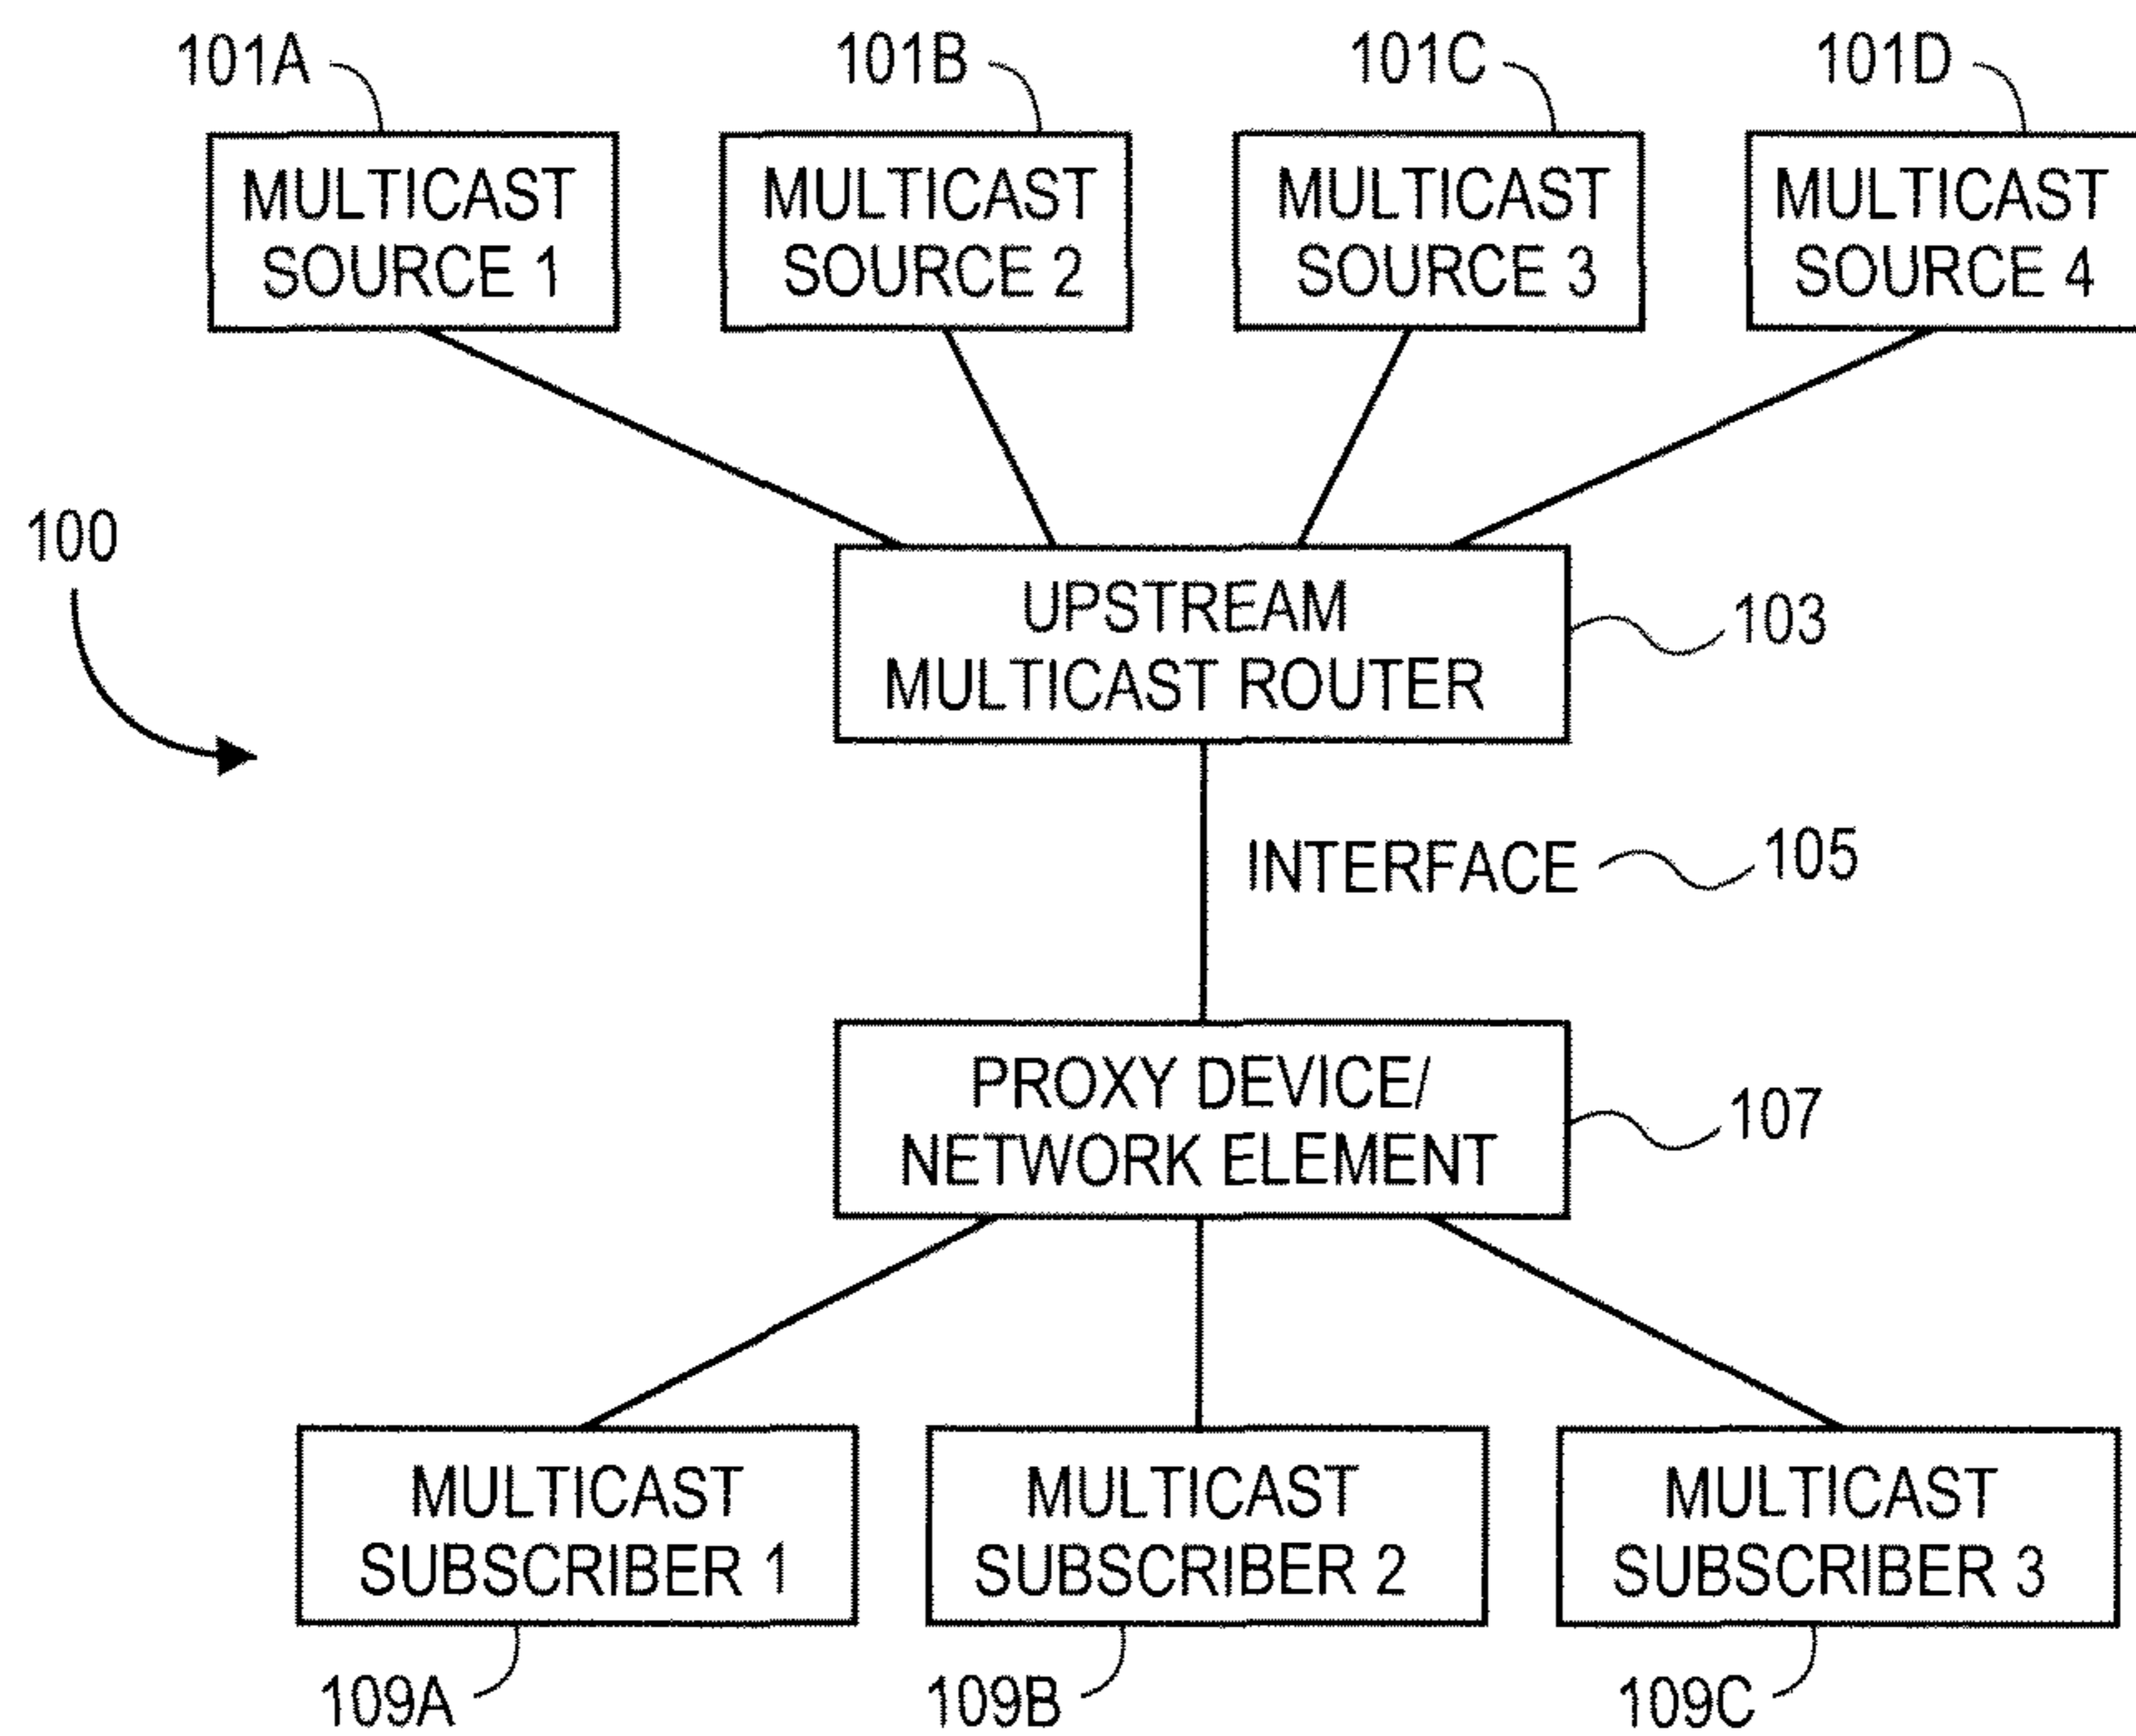 101A
101B
101C
101D
MULTICAST
SOURCE 1
MULTICAST
SOURCE 2
MULTICAST
SOURCE 3
MULTICAST
SOURCE 4
100
UPSTREAM
MULTICAST ROUTER
103
INTERFACE
105
PROXY DEVICE/
NETWORK ELEMENT
107
MULTICAST
SUBSCRIBER 1
MULTICAST
SUBSCRIBER 2
MULTICAST
SUBSCRIBER 3
109A
109B
109C